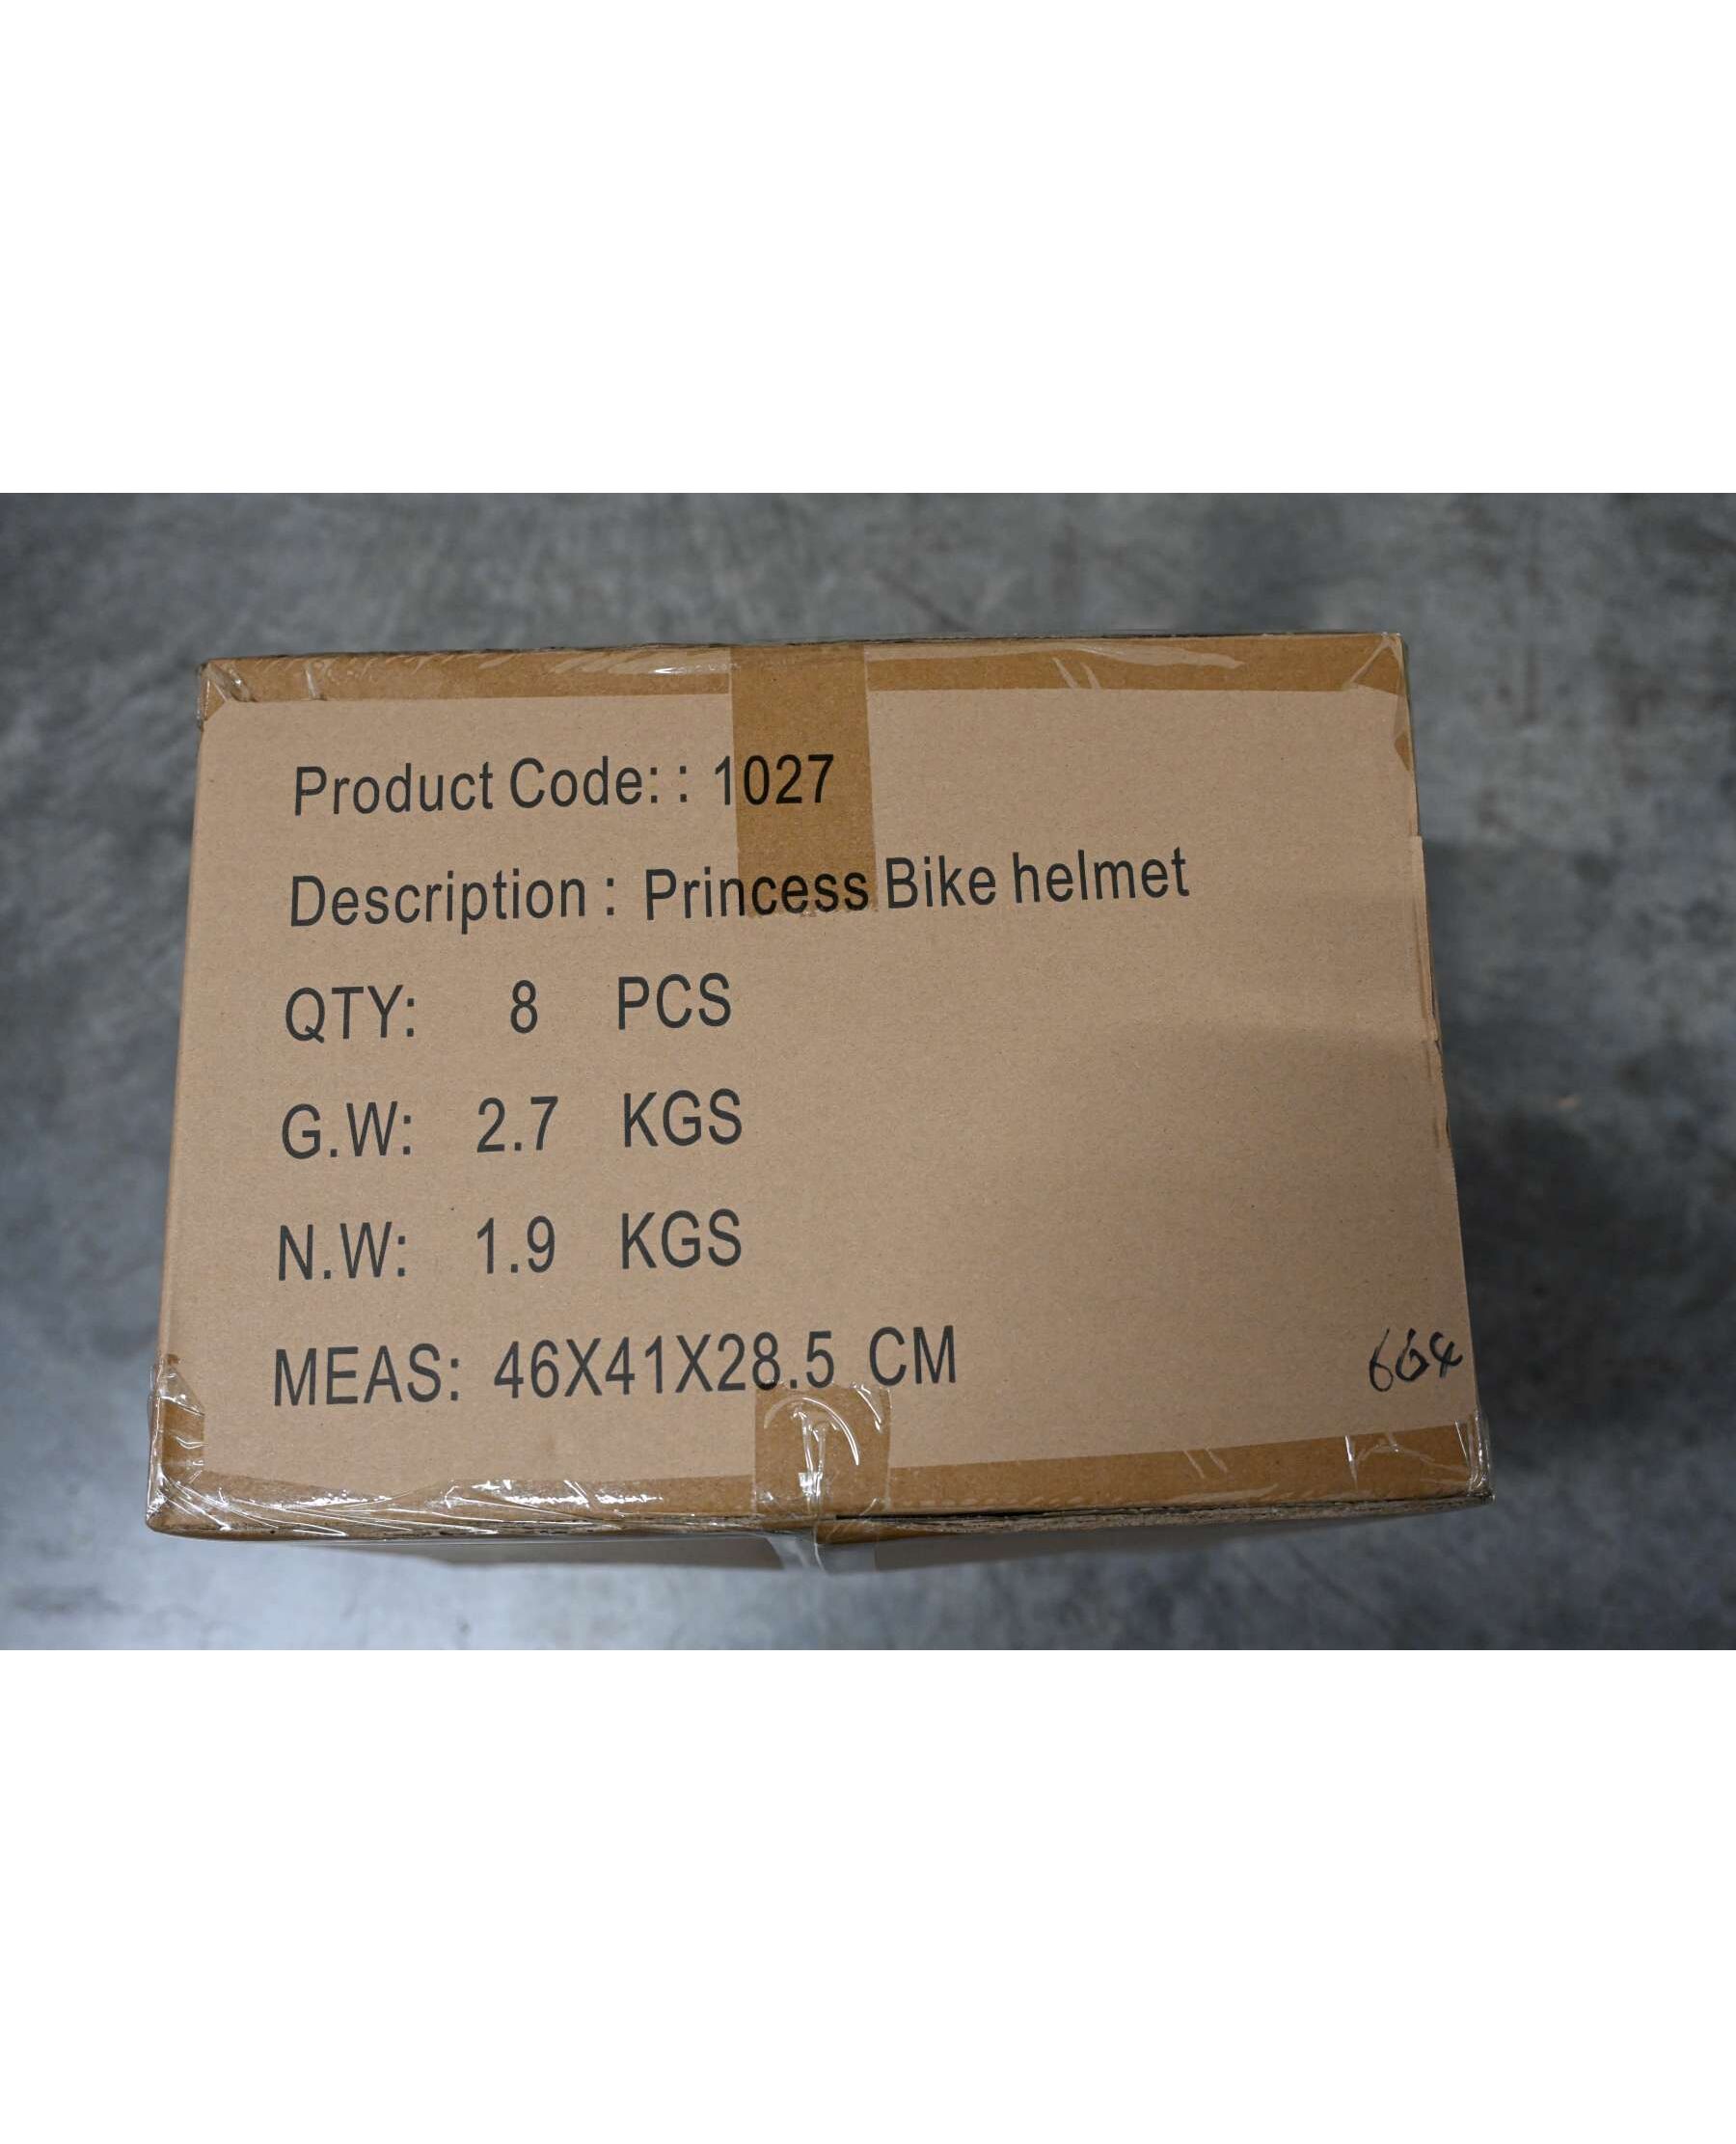 Product Code: : 1027
Description : Princess Bike helmet
QTY: 8 PCS
G.W: 2.7 KGS
N.W: 1.9 KGS
MEAS: 46X41X28.5 CM